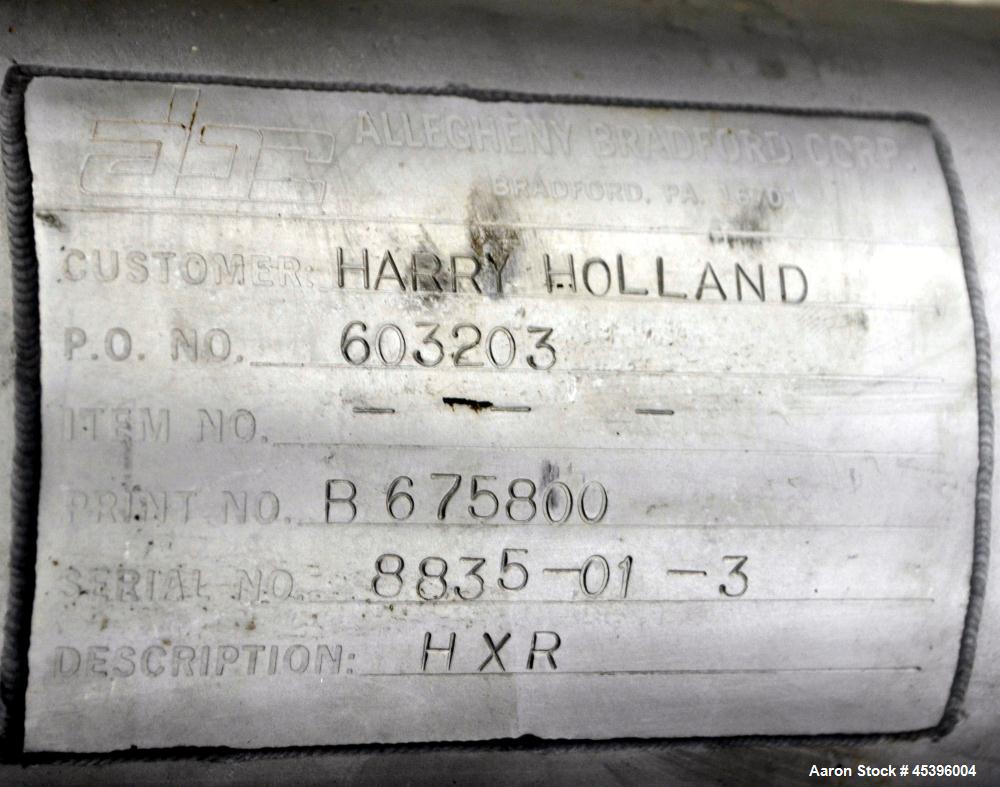 abc ALLEGHENY BRADFORD CORP.
BRADFORD, PA. 16701
CUSTOMER: HARRY HOLLAND
P.O. NO. 603203
ITEM NO. - - -
PRINT NO. B 675800
SERIAL NO. 8835-01-3
DESCRIPTION: HXR
Aaron Stock # 45396004